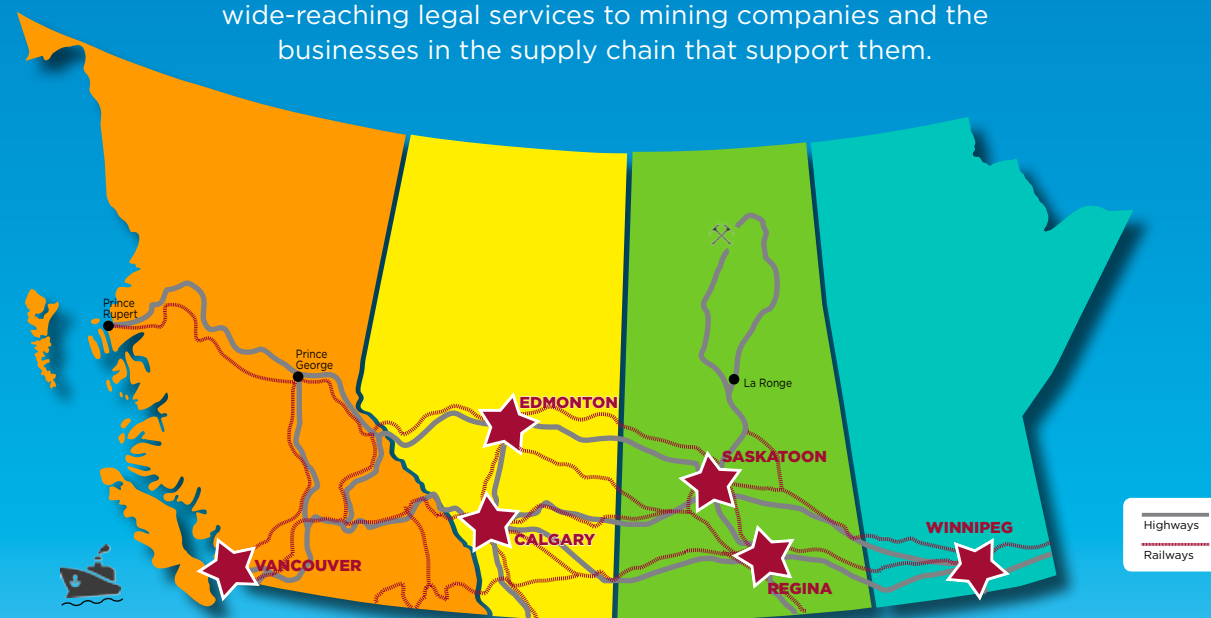 wide-reaching legal services to mining companies and the
businesses in the supply chain that support them.
Prince
Rupert
Prince
George
La Ronge
EDMONTON
SASKATOON
WINNIPEG
CALGARY
VANCOUVER
REGINA
Highways
Railways